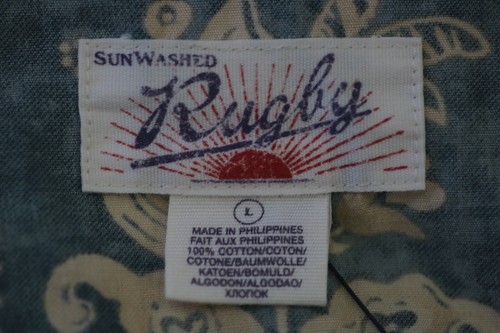 SUNWASHED
Rugby
L
MADE IN PHILIPPINES
FAIT AUX PHILIPPINES
100% COTTON/COTON/
COTONE/BAUMWOLLE/
KATOEN/BOMULD/
ALGODON/ALGODAO/
ХЛОПОК